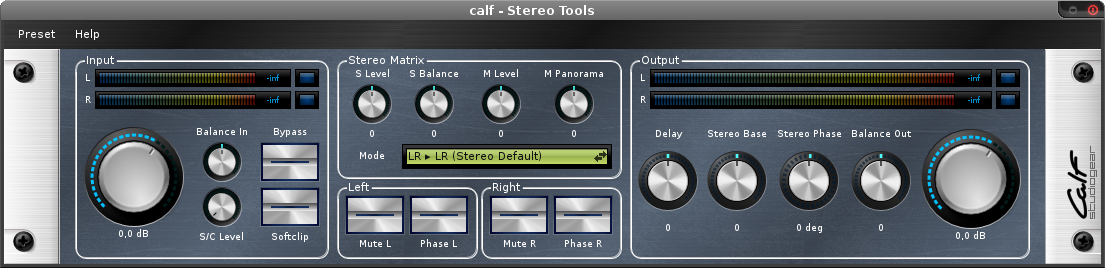 calf - Stereo Tools
Preset Help
Input
L -inf
R -inf
Balance In Bypass
S/C Level Softclip
0,0 dB
Stereo Matrix
S Level S Balance M Level M Panorama
0 0 0 0
Mode LR ▸ LR (Stereo Default)
Left
Mute L Phase L
Right
Mute R Phase R
Output
L -inf
R -inf
Delay Stereo Base Stereo Phase Balance Out
0 0 0 deg 0
0,0 dB
Calf
studiogear